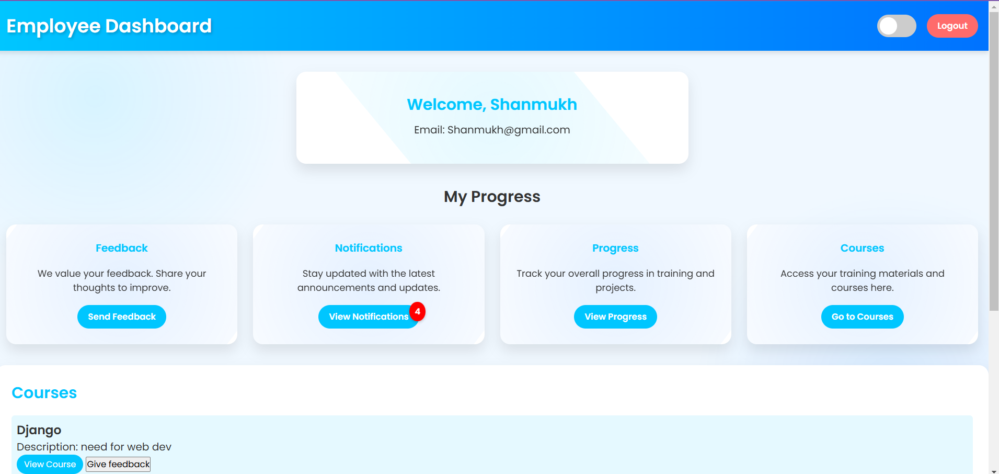 Employee Dashboard
Logout
Welcome, Shanmukh
Email: Shanmukh@gmail.com
My Progress
Feedback
We value your feedback. Share your
thoughts to improve.
Send Feedback
Notifications
Stay updated with the latest
announcements and updates.
View Notifications
4
Progress
Track your overall progress in training and
projects.
View Progress
Courses
Access your training materials and
courses here.
Go to Courses
Courses
Django
Description: need for web dev
View Course Give feedback